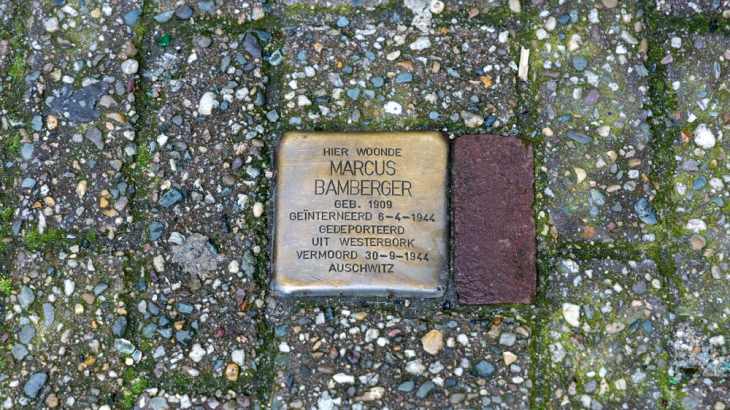 HIER WOONDE
MARCUS
BAMBERGER
GEB. 1909
GEÏNTERNEERD 6-4-1944
GEDEPORTEERD
UIT WESTERBORK
VERMOORD 30-9-1944
AUSCHWITZ